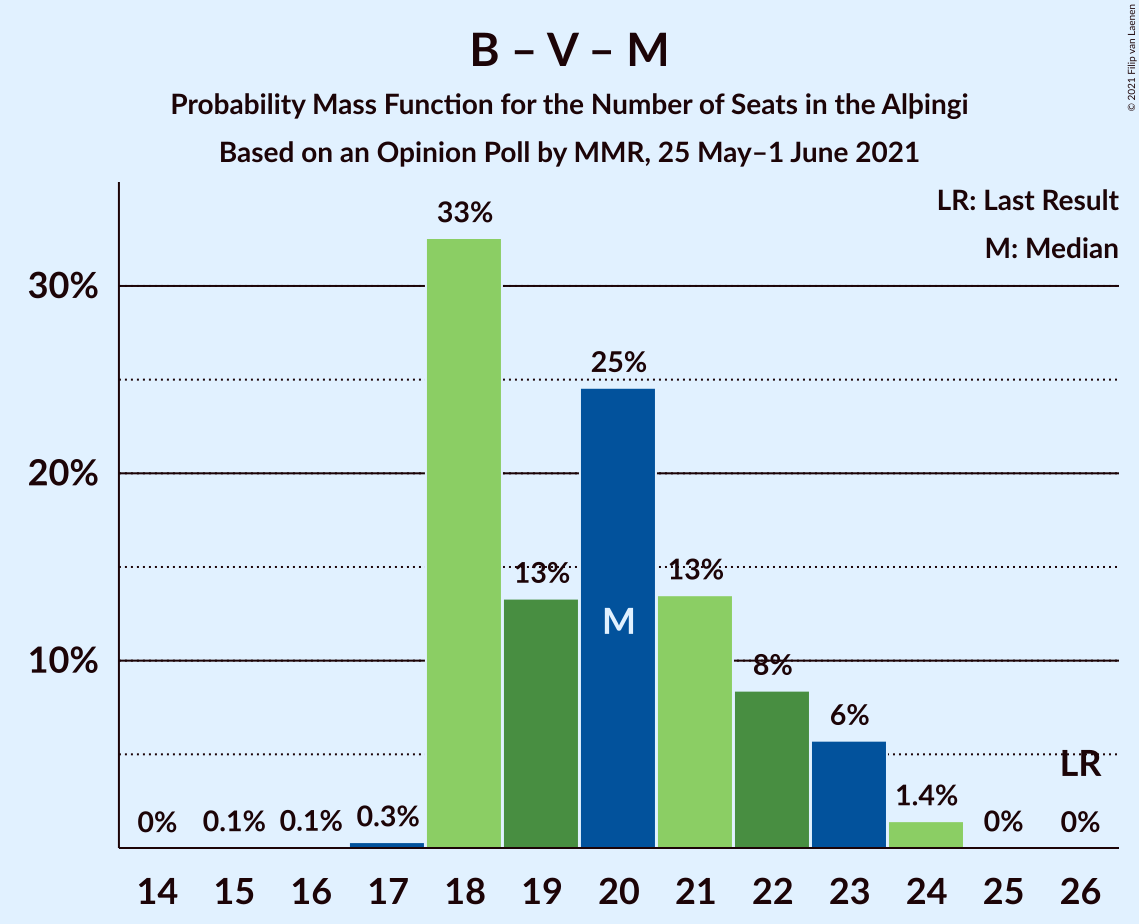 B – V – M
Probability Mass Function for the Number of Seats in the Alþingi
Based on an Opinion Poll by MMR, 25 May–1 June 2021
© 2021 Filip van Laenen
LR: Last Result
M: Median
33%
30%
25%
20%
13%
13%
M
10%
8%
6%
LR
0%
0.1%
0.1%
0.3%
1.4%
0%
0%
14 15 16 17 18 19 20 21 22 23 24 25 26